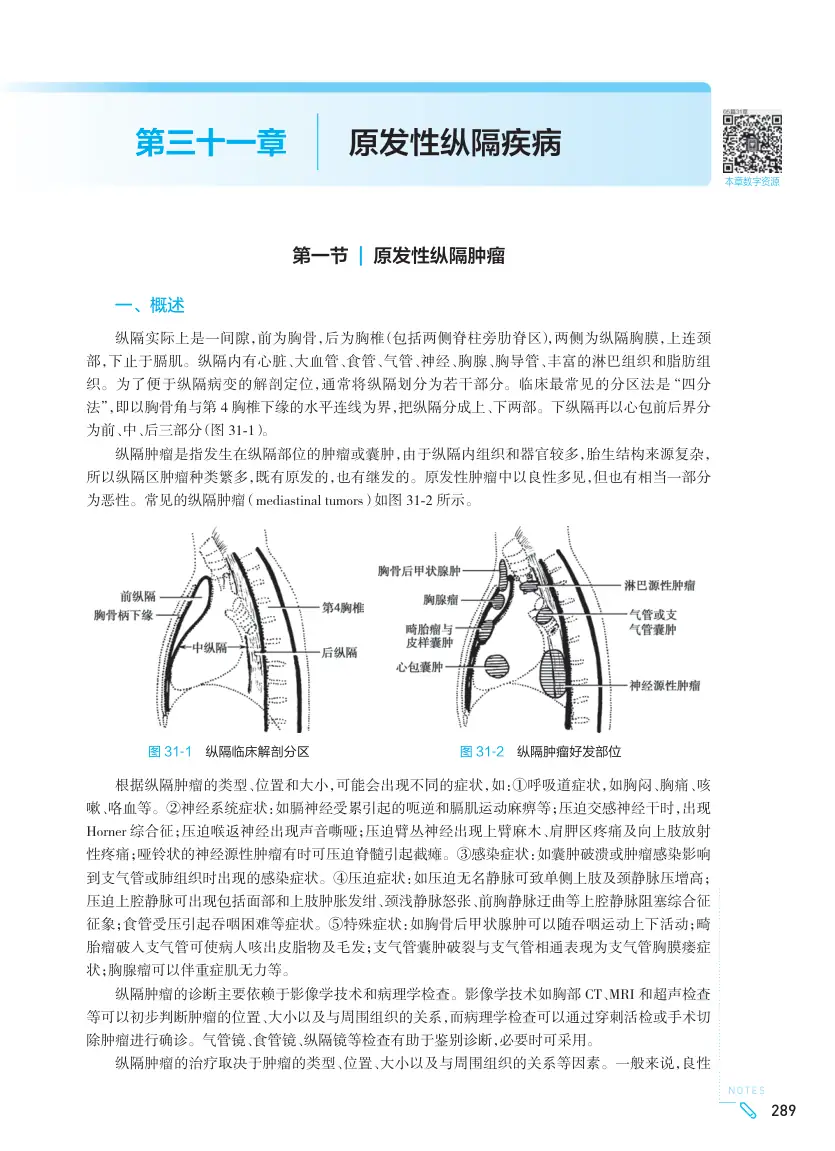 第三十一章
原发性纵隔疾病
本章数字资源
第一节 | 原发性纵隔肿瘤
一、概述
纵隔实际上是一间隙,前为胸骨,后为胸椎(包括两侧脊柱旁肋脊区),两侧为纵隔胸膜,上连颈
部,下止于膈肌。纵隔内有心脏、大血管、食管、气管、神经、胸腺、胸导管、丰富的淋巴组织和脂肪组
织。为了便于纵隔病变的解剖定位,通常将纵隔划分为若干部分。临床最常见的分区法是“四分
法”,即以胸骨角与第 4 胸椎下缘的水平连线为界,把纵隔分成上、下两部。下纵隔再以心包前后界分
为前、中、后三部分(图 31-1)。
纵隔肿瘤是指发生在纵隔部位的肿瘤或囊肿,由于纵隔内组织和器官较多,胎生结构来源复杂,
所以纵隔区肿瘤种类繁多,既有原发的,也有继发的。原发性肿瘤中以良性多见,但也有相当一部分
为恶性。常见的纵隔肿瘤(mediastinal tumors)如图 31-2 所示。
前纵隔
胸骨柄下缘
中纵隔
第4胸椎
后纵隔
胸骨后甲状腺肿
胸腺瘤
畸胎瘤与
皮样囊肿
心包囊肿
淋巴源性肿瘤
气管或支
气管囊肿
神经源性肿瘤
图 31-1 纵隔临床解剖分区
图 31-2 纵隔肿瘤好发部位
根据纵隔肿瘤的类型、位置和大小,可能会出现不同的症状,如:①呼吸道症状,如胸闷、胸痛、咳
嗽、咯血等。②神经系统症状:如膈神经受累引起的呃逆和膈肌运动麻痹等;压迫交感神经干时,出现
Horner 综合征;压迫喉返神经出现声音嘶哑;压迫臂丛神经出现上臂麻木、肩胛区疼痛及向上肢放射
性疼痛;哑铃状的神经源性肿瘤有时可压迫脊髓引起截瘫。③感染症状:如囊肿破溃或肿瘤感染影响
到支气管或肺组织时出现的感染症状。④压迫症状:如压迫无名静脉可致单侧上肢及颈静脉压增高;
压迫上腔静脉可出现包括面部和上肢肿胀发绀、颈浅静脉怒张、前胸静脉迂曲等上腔静脉阻塞综合征
征象;食管受压引起吞咽困难等症状。⑤特殊症状:如胸骨后甲状腺肿可以随吞咽运动上下活动;畸
胎瘤破入支气管可使病人咳出皮脂物及毛发;支气管囊肿破裂与支气管相通表现为支气管胸膜瘘症
状;胸腺瘤可以伴重症肌无力等。
纵隔肿瘤的诊断主要依赖于影像学技术和病理学检查。影像学技术如胸部 CT、MRI 和超声检查
等可以初步判断肿瘤的位置、大小以及与周围组织的关系,而病理学检查可以通过穿刺活检或手术切
除肿瘤进行确诊。气管镜、食管镜、纵隔镜等检查有助于鉴别诊断,必要时可采用。
纵隔肿瘤的治疗取决于肿瘤的类型、位置、大小以及与周围组织的关系等因素。一般来说,良性
NOTES
289